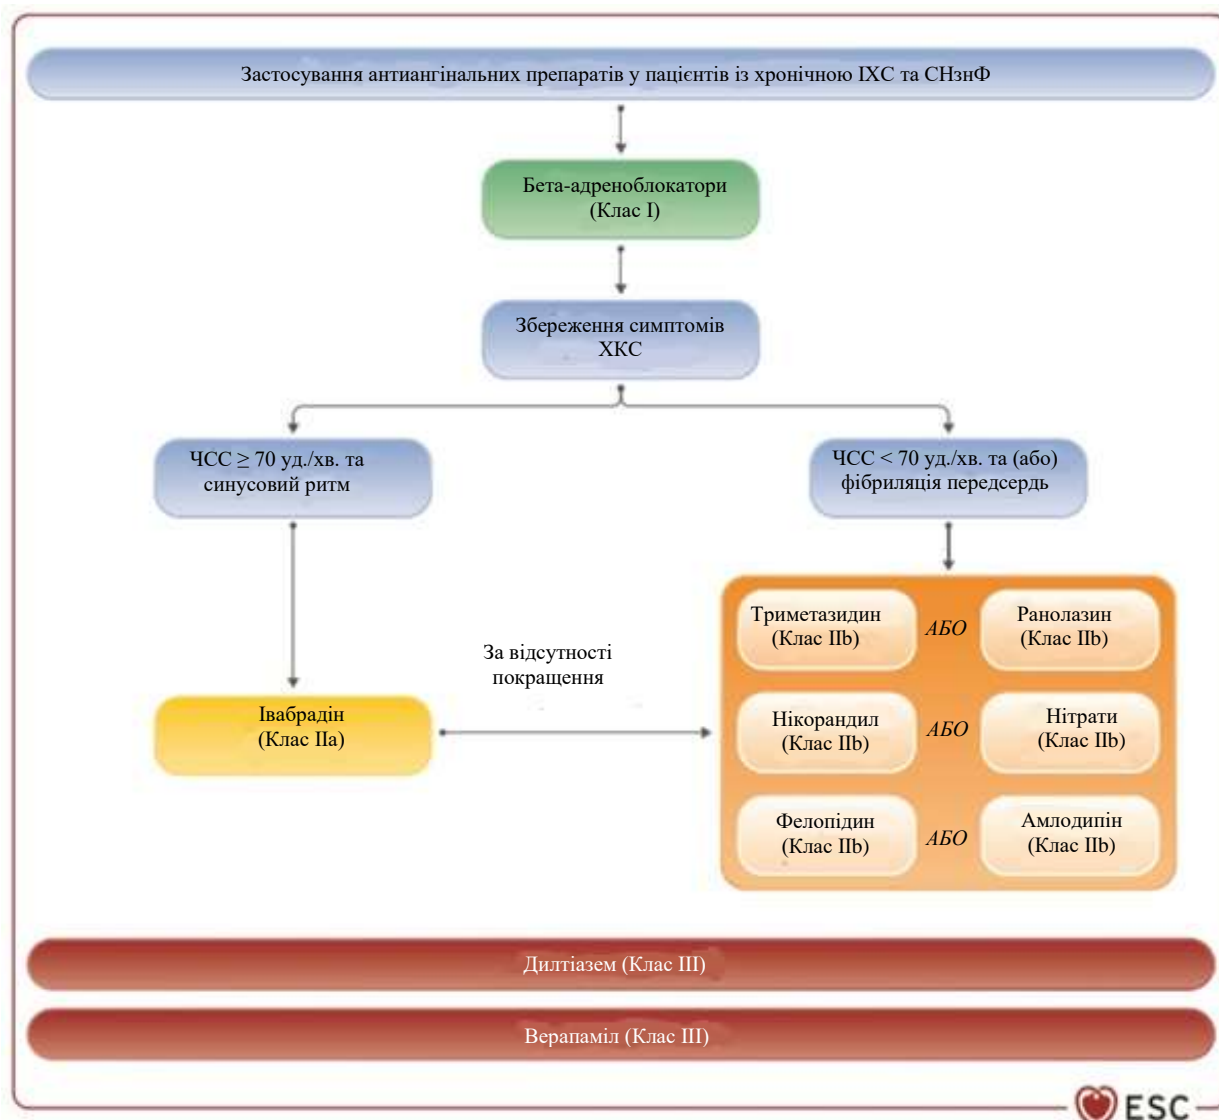 Застосування антиангінальних препаратів у пацієнтів із хронічною ІХС та СНзнФ
Бета-адреноблокатори
(Клас I)
Збереження симптомів
ХКС
ЧСС ≥ 70 уд./хв. та
синусовий ритм
ЧСС < 70 уд./хв. та (або)
фібриляція передсердь
Триметазидин
(Клас IIb)
АБО
Ранолазин
(Клас IIb)
За відсутності
покращення
Івабрадін
(Клас IIa)
Нікорандил
(Клас IIb)
АБО
Нітрати
(Клас IIb)
Фелопідин
(Клас IIb)
АБО
Амлодипін
(Клас IIb)
Дилтіазем (Клас III)
Верапаміл (Клас III)
ESC